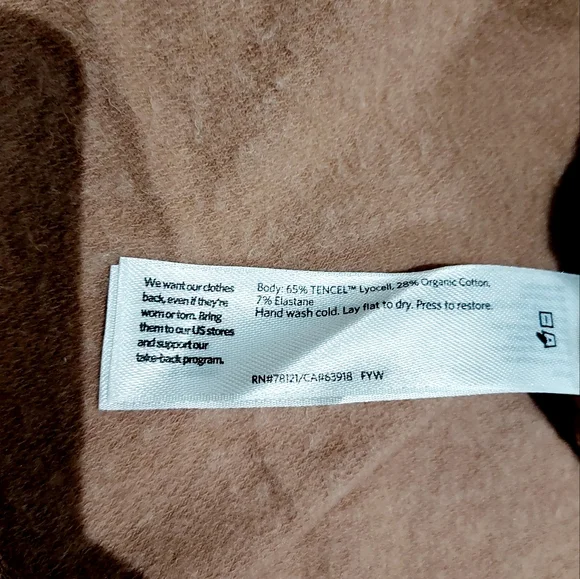 We want our clothes
back, even if they're
worn or torn. Bring
them to our US stores
and support our
take-back program.
Body: 65% TENCEL™ Lyocell, 28% Organic Cotton,
7% Elastane
Hand wash cold. Lay flat to dry. Press to restore.
RN#78121/CA#63918 FYW